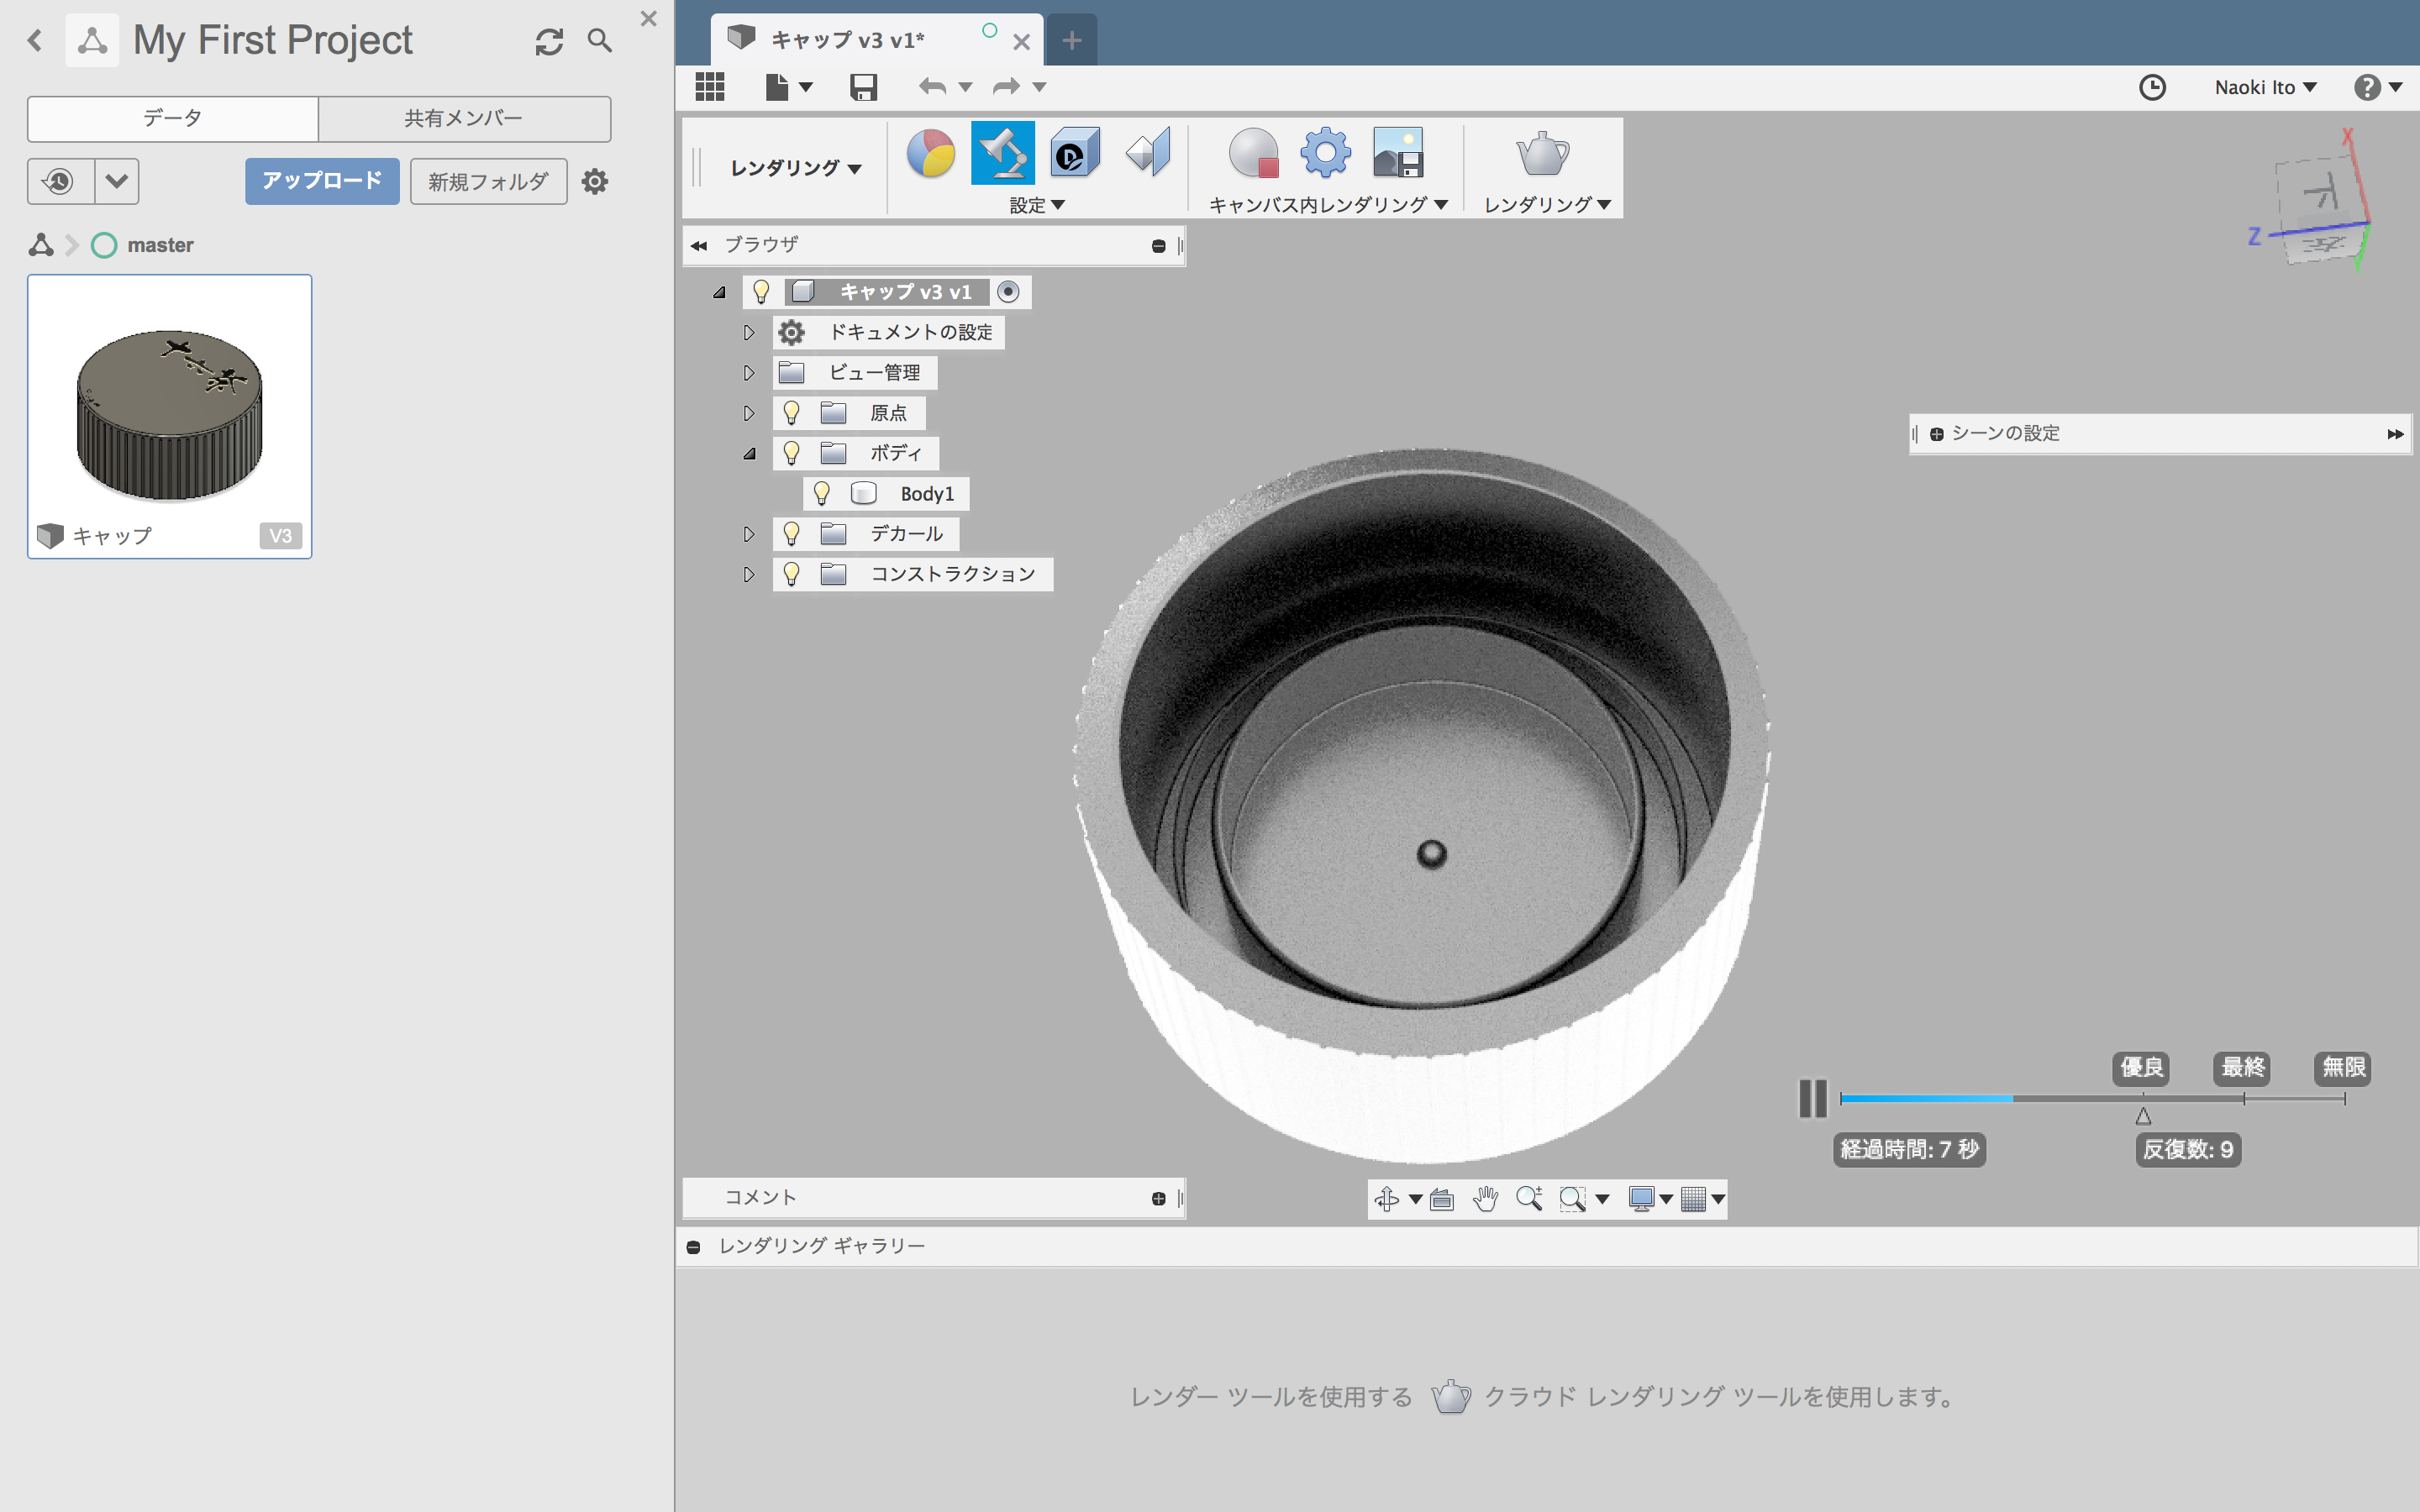 My First Project
データ
共有メンバー
アップロード
新規フォルダ
master
キャップ
V3
キャップ v3 v1*
Naoki Ito
レンダリング
設定
キャンバス内レンダリング
レンダリング
ブラウザ
キャップ v3 v1
ドキュメントの設定
ビュー管理
原点
ボディ
Body1
デカール
コンストラクション
X
下
Z
左
Y
シーンの設定
優良
最終
無限
経過時間: 7 秒
反復数: 9
コメント
レンダリング ギャラリー
レンダー ツールを使用する クラウド レンダリング ツールを使用します。